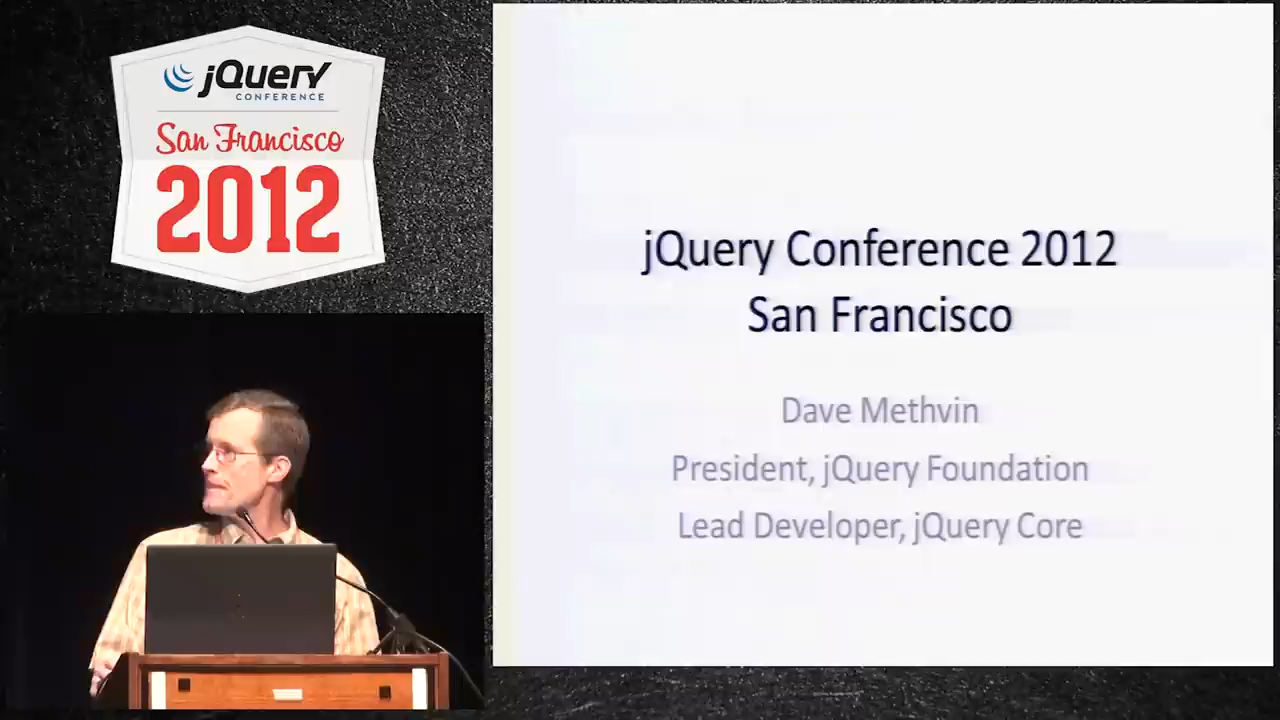 jQuery
CONFERENCE
San Francisco
2012
jQuery Conference 2012
San Francisco
Dave Methvin
President, jQuery Foundation
Lead Developer, jQuery Core